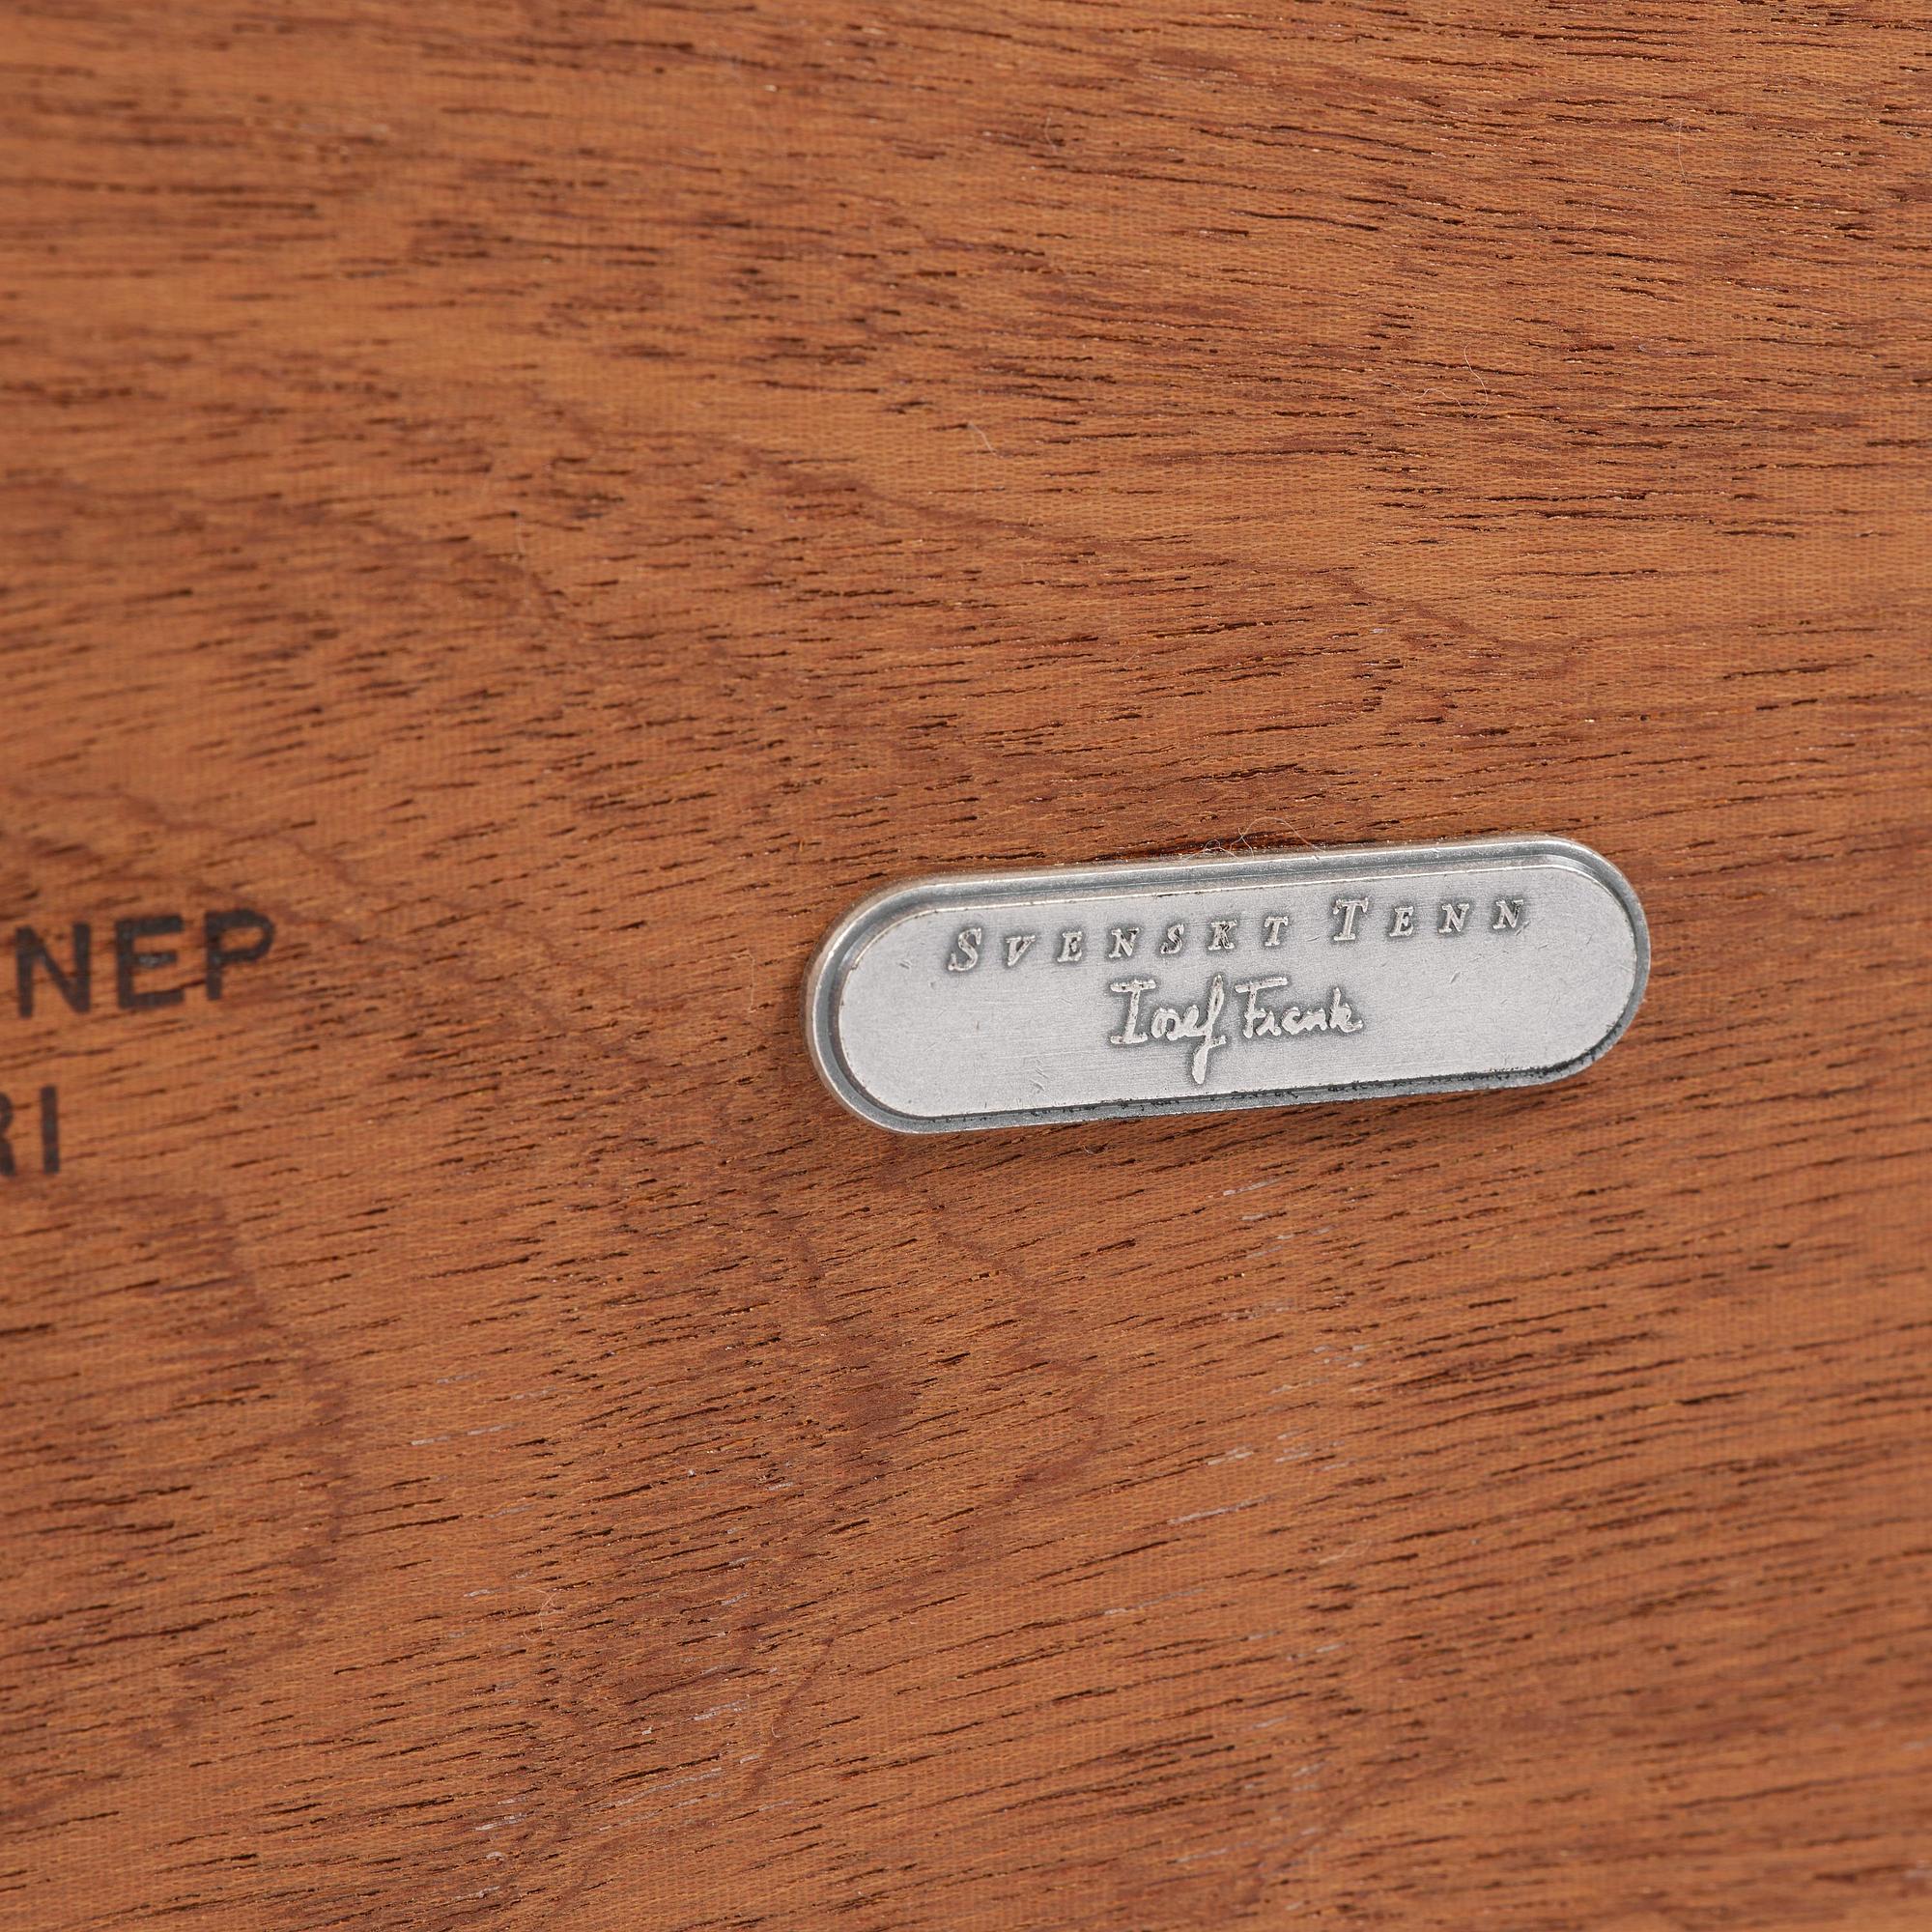 SVENSKT TENN
Josef Frank
NEP
RI